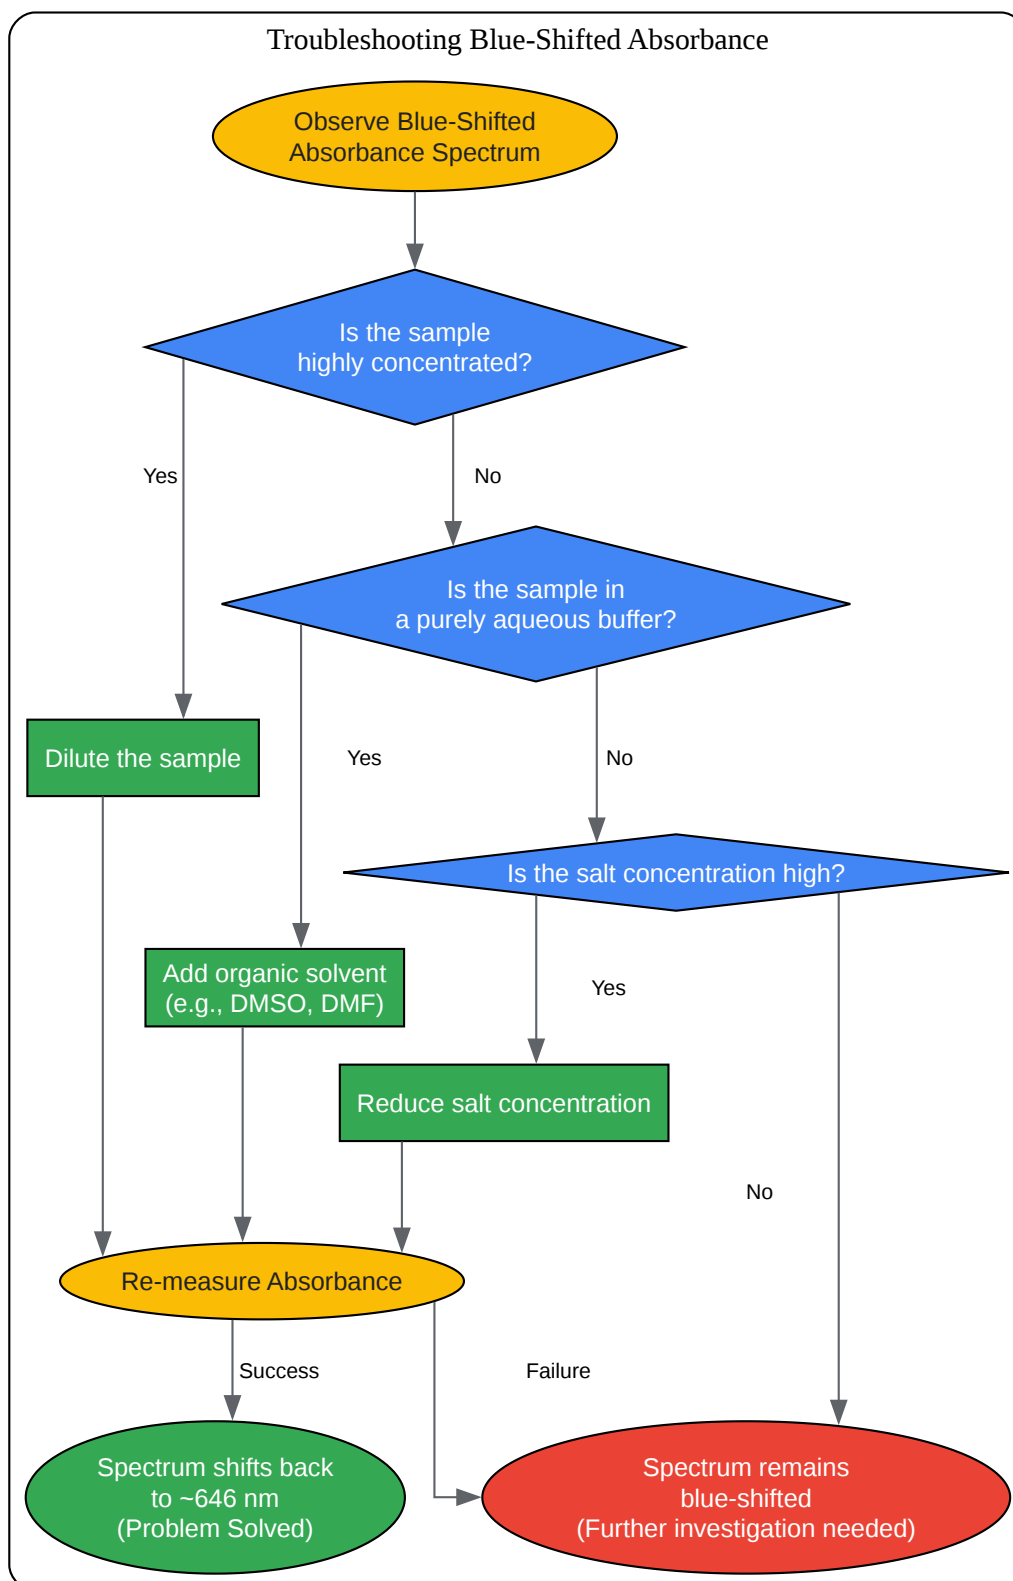 Troubleshooting Blue-Shifted Absorbance
Observe Blue-Shifted
Absorbance Spectrum
Is the sample
highly concentrated?
Yes
No
Is the sample in
a purely aqueous buffer?
Dilute the sample
Yes
No
Is the salt concentration high?
Add organic solvent
(e.g., DMSO, DMF)
Yes
Reduce salt concentration
No
Re-measure Absorbance
Success
Failure
Spectrum shifts back
to ~646 nm
(Problem Solved)
Spectrum remains
blue-shifted
(Further investigation needed)